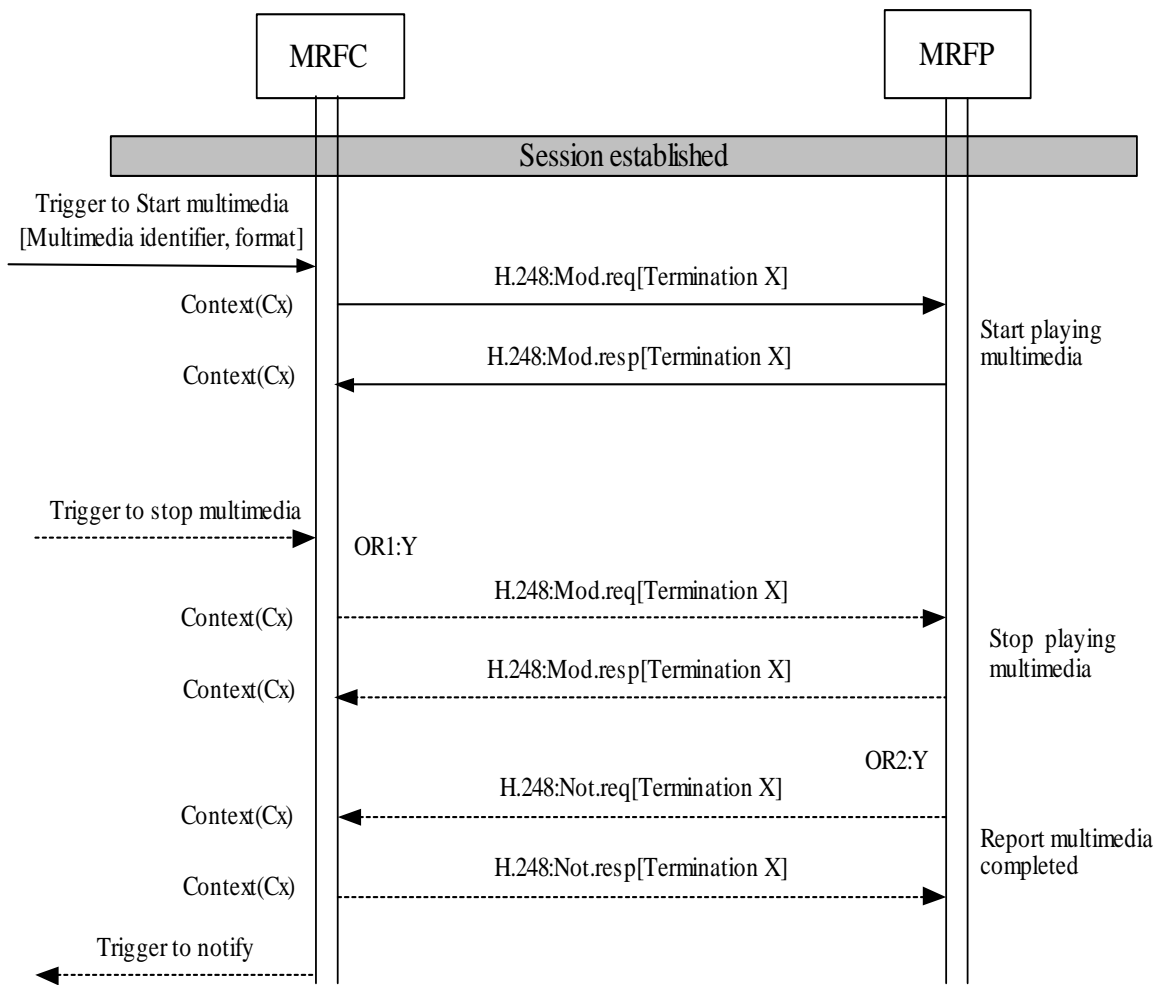 MRFC
MRFP
Session established
Trigger to Start multimedia
[Multimedia identifier, format]
H.248:Mod.req[Termination X]
Context(Cx)
Start playing
multimedia
H.248:Mod.resp[Termination X]
Context(Cx)
Trigger to stop multimedia
OR1:Y
H.248:Mod.req[Termination X]
Context(Cx)
Stop playing
multimedia
H.248:Mod.resp[Termination X]
Context(Cx)
OR2:Y
H.248:Not.req[Termination X]
Context(Cx)
Report multimedia
completed
H.248:Not.resp[Termination X]
Context(Cx)
Trigger to notify